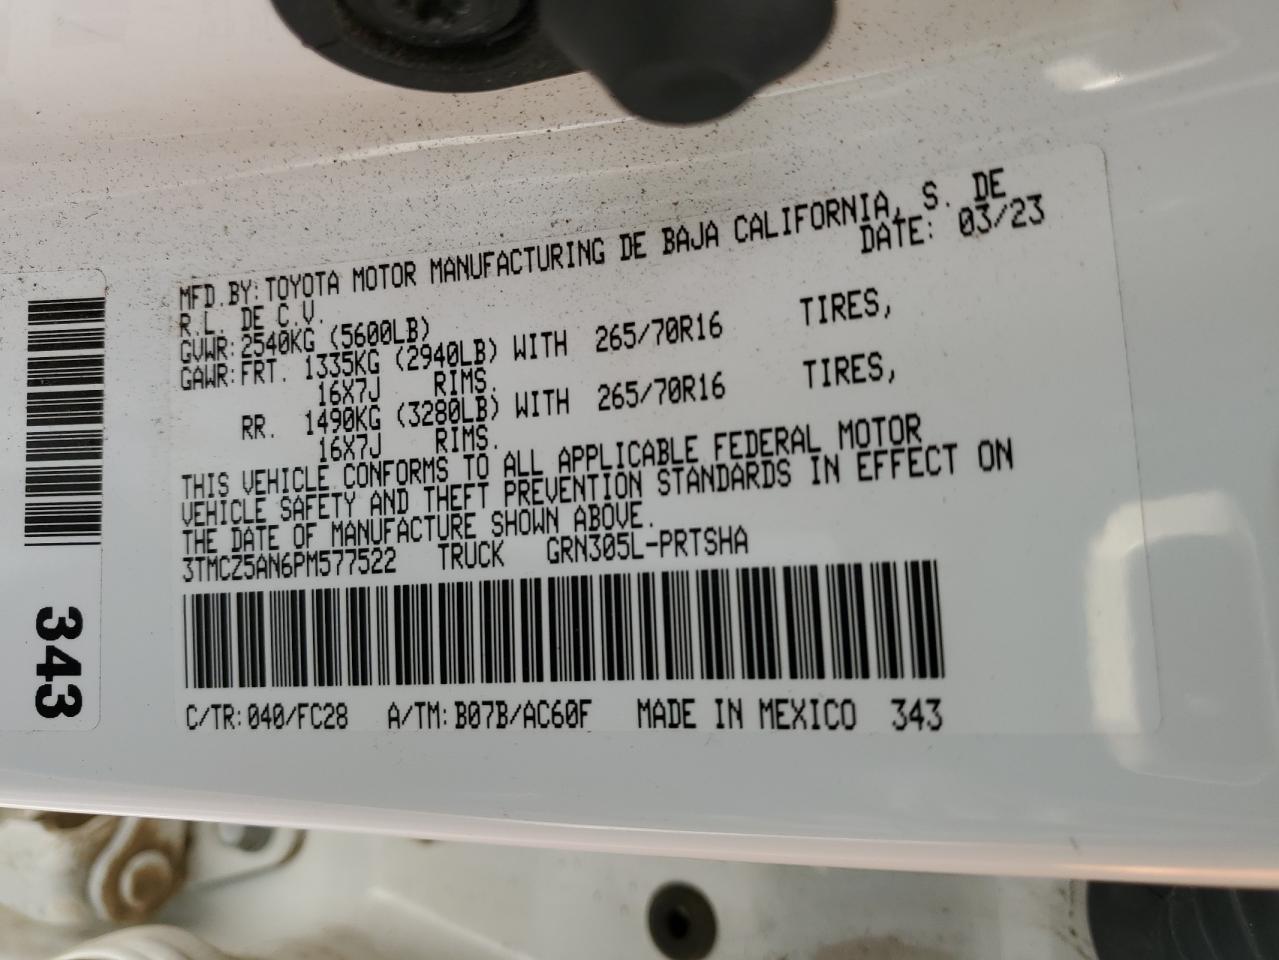 MFD.BY:TOYOTA MOTOR MANUFACTURING DE BAJA CALIFORNIA, S. DE
R.L. DE C.V. DATE: 03/23
GVWR:2540KG (5600LB)
GAWR:FRT. 1335KG (2940LB) WITH 265/70R16 TIRES,
16X7J RIMS.
RR. 1490KG (3280LB) WITH 265/70R16 TIRES,
16X7J RIMS.
THIS VEHICLE CONFORMS TO ALL APPLICABLE FEDERAL MOTOR
VEHICLE SAFETY AND THEFT PREVENTION STANDARDS IN EFFECT ON
THE DATE OF MANUFACTURE SHOWN ABOVE.
3TMCZ5AN6PM577522 TRUCK GRN305L-PRTSHA
C/TR:040/FC28 A/TM:B07B/AC60F MADE IN MEXICO 343
343